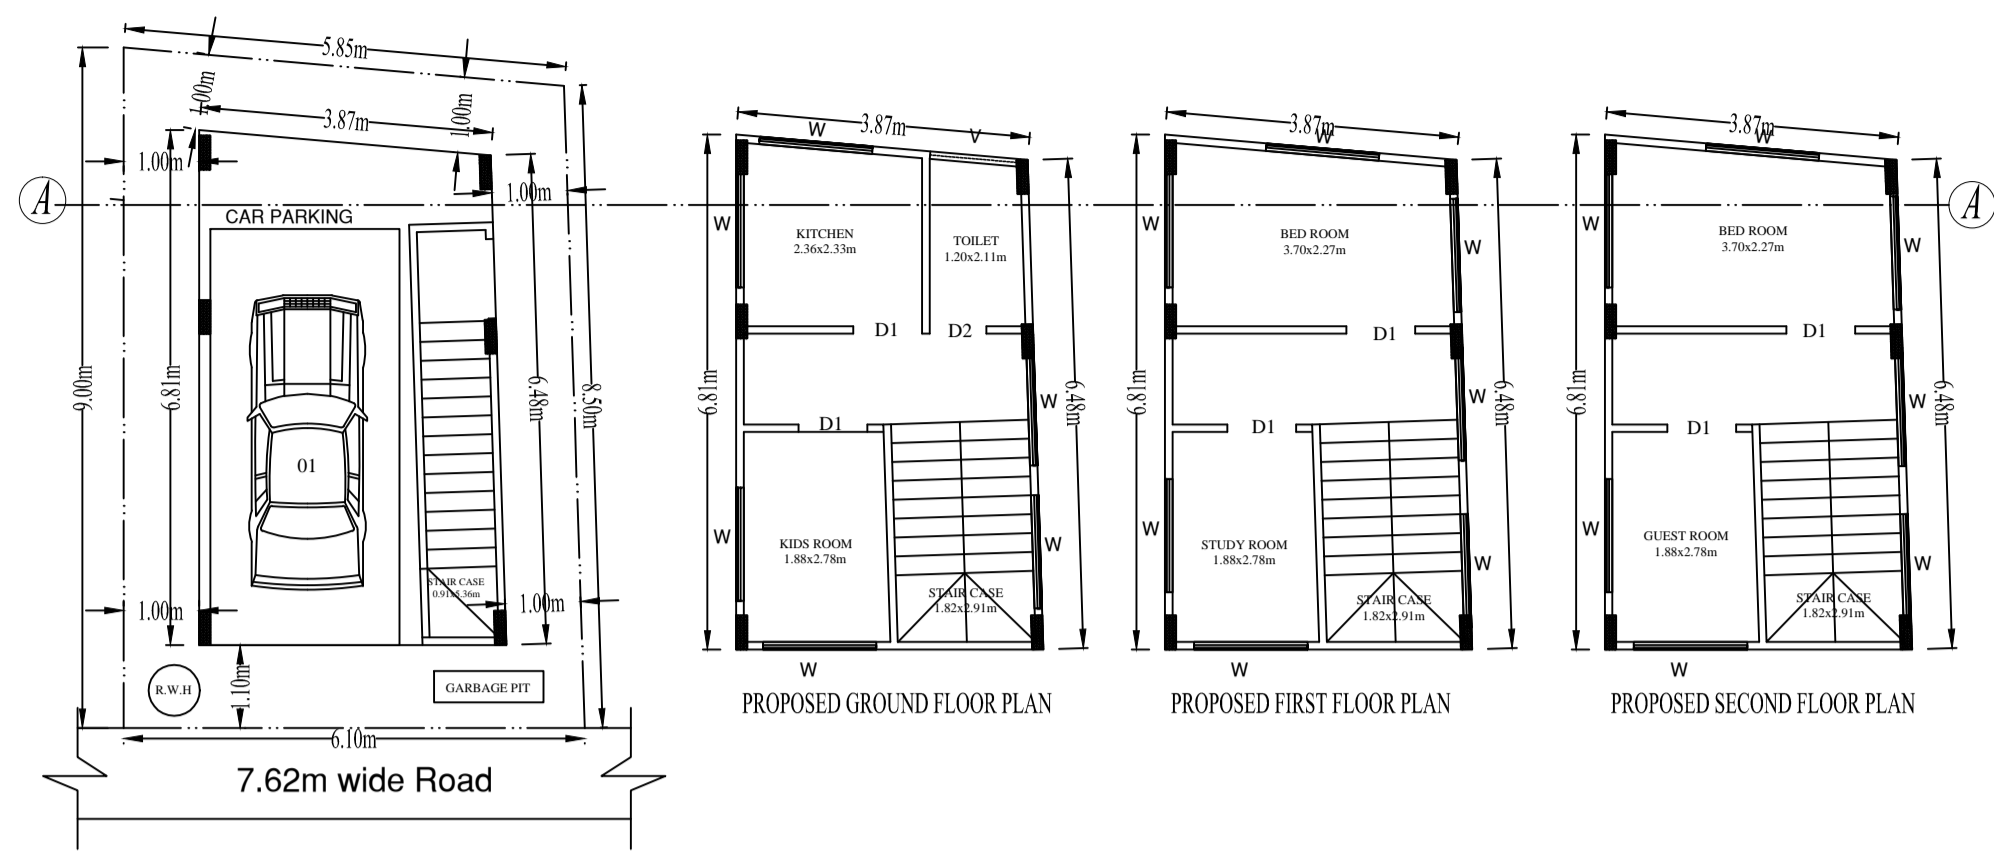 5.85m
1.00m
1.00m
3.87m
1.00m
1.00m
A
CAR PARKING
9.00m
6.81m
6.48m
8.50m
01
STAIR CASE
0.91x5.36m
1.00m
1.00m
R.W.H
1.10m
GARBAGE PIT
6.10m
7.62m wide Road
3.87m
W
V
W
KITCHEN
2.36x2.33m
TOILET
1.20x2.11m
D1
D2
6.81m
W
6.48m
D1
W
KIDS ROOM
1.88x2.78m
W
STAIR CASE
1.82x2.91m
W
PROPOSED GROUND FLOOR PLAN
3.87m
W
W
BED ROOM
3.70x2.27m
W
D1
6.81m
W
6.48m
D1
W
STUDY ROOM
1.88x2.78m
W
STAIR CASE
1.82x2.91m
W
PROPOSED FIRST FLOOR PLAN
3.87m
W
A
W
BED ROOM
3.70x2.27m
W
D1
6.81m
W
6.48m
D1
W
GUEST ROOM
1.88x2.78m
W
STAIR CASE
1.82x2.91m
W
PROPOSED SECOND FLOOR PLAN